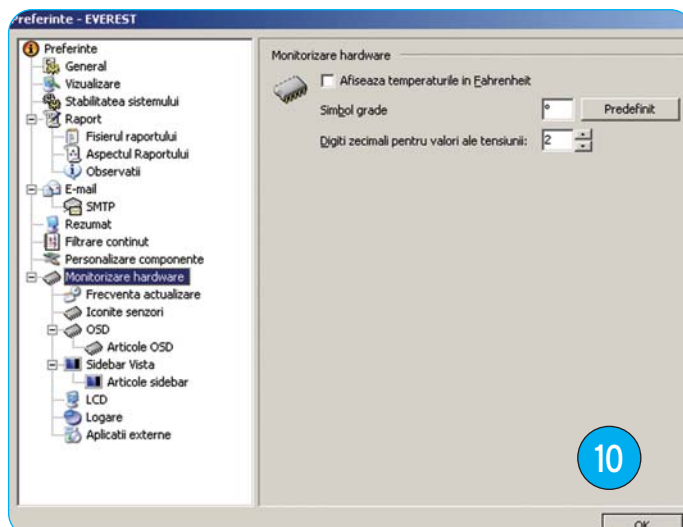 Preferinte - EVEREST
Preferinte
General
Vizualizare
Stabilitatea sistemului
Raport
Fisierul raportului
Aspectul Raportului
Observatii
E-mail
SMTP
Rezumat
Filtrare continut
Personalizare componente
Monitorizare hardware
Frecventa actualizare
Iconite senzori
OSD
Articole OSD
Sidebar Vista
Articole sidebar
LCD
Logare
Aplicatii externe
Monitorizare hardware
Afiseaza temperaturile in Fahrenheit
Simbol grade ° Predefinit
Digiti zecimali pentru valori ale tensiunii: 2
10
OK